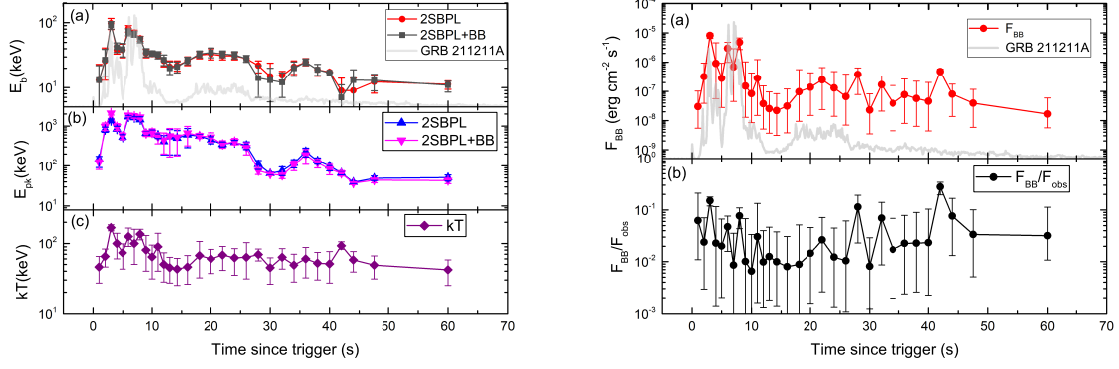 (a)
2SBPL
2SBPL+BB
GRB 211211A
E_b(keV)
10^2
10^1
(b)
2SBPL
2SBPL+BB
E_pk(keV)
10^3
10^2
10^1
(c)
kT
kT(keV)
10^2
10^1
0 10 20 30 40 50 60 70
Time since trigger (s)
(a)
F_BB
GRB 211211A
F_BB (erg cm^-2 s^-1)
10^-4
10^-5
10^-6
10^-7
10^-8
10^-9
(b)
F_BB/F_obs
F_BB/F_obs
10^-1
10^-2
10^-3
0 10 20 30 40 50 60 70
Time since trigger (s)